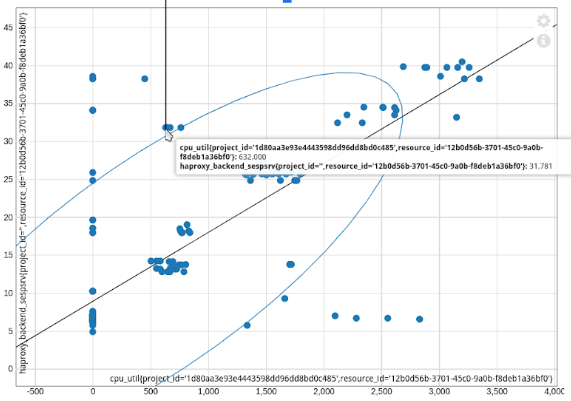 haproxy_backend_sespsrv(project_id='',resource_id='12b0d56b-3701-45c0-9a0b-f8deb1a36bf0')
45
40
35
30
25
20
15
10
5
0
cpu_util(project_id='1d80aa3e93e4443598dd96dd8bd0c485',resource_id='12b0d56b-3701-45c0-9a0b-
f8deb1a36bf0'): 632.000
haproxy_backend_sespsrv(project_id='',resource_id='12b0d56b-3701-45c0-9a0b-f8deb1a36bf0'): 31.781
cpu_util(project_id='1d80aa3e93e4443598dd96dd8bd0c485',resource_id='12b0d56b-3701-45c0-9a0b-f8deb1a36bf0')
-500 0 500 1,000 1,500 2,000 2,500 3,000 3,500 4,00